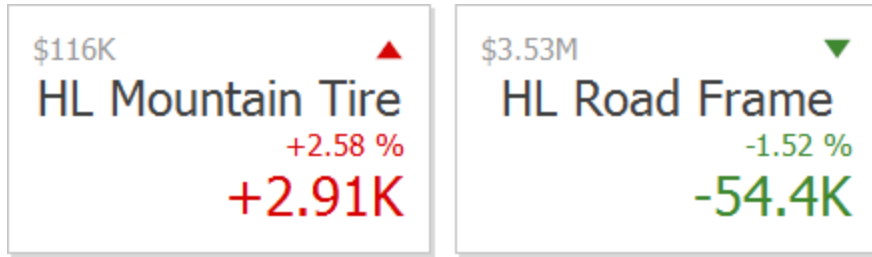 $116K
HL Mountain Tire
+2.58 %
+2.91K
$3.53M
HL Road Frame
-1.52 %
-54.4K